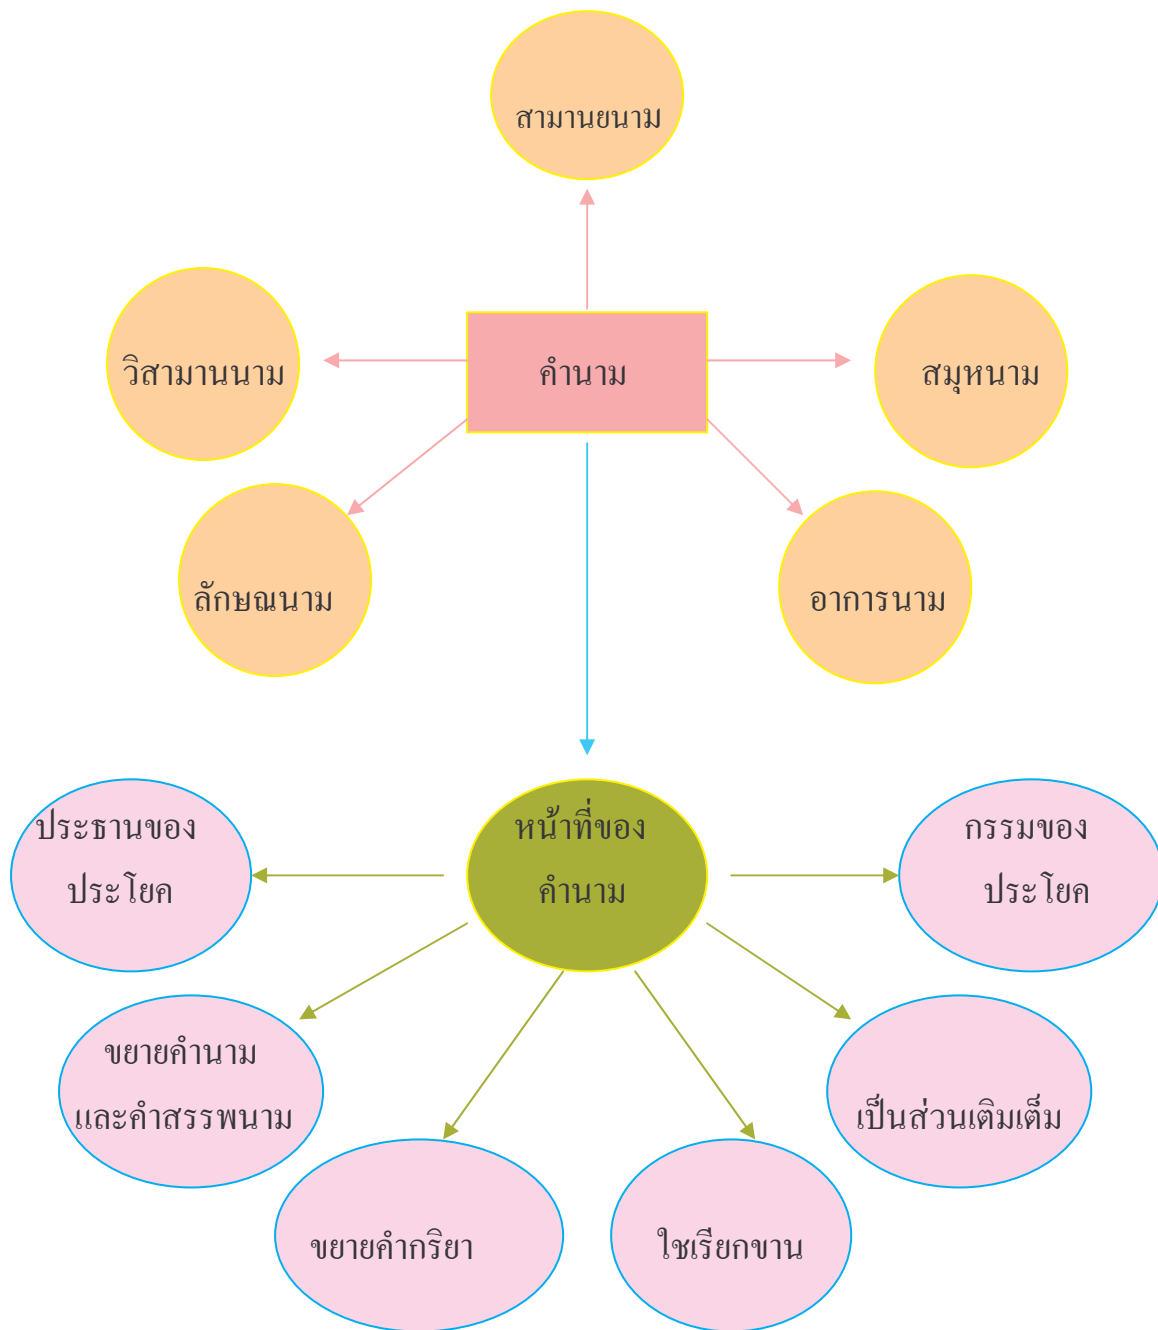 สามานยนาม
วิสามานนาม
คำนาม
สมุหนาม
ลักษณนาม
อาการนาม
ประธานของ
ประโยค
หน้าที่ของ
คำนาม
กรรมของ
ประโยค
ขยายคำนาม
และคำสรรพนาม
เป็นส่วนเติมเต็ม
ขยายคำกริยา
ใชเรียกขาน